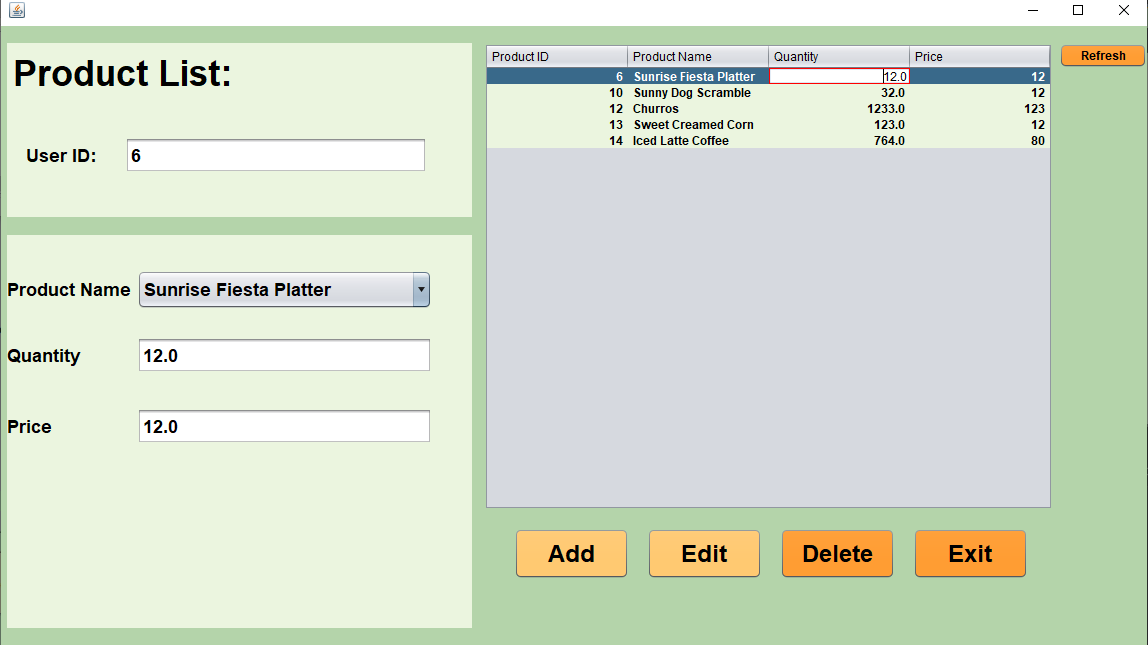 Product List:
User ID: 6
Product Name Sunrise Fiesta Platter
Quantity 12.0
Price 12.0
Product ID Product Name Quantity Price
6 Sunrise Fiesta Platter 12.0 12
10 Sunny Dog Scramble 32.0 12
12 Churros 1233.0 123
13 Sweet Creamed Corn 123.0 12
14 Iced Latte Coffee 764.0 80
Refresh
Add Edit Delete Exit